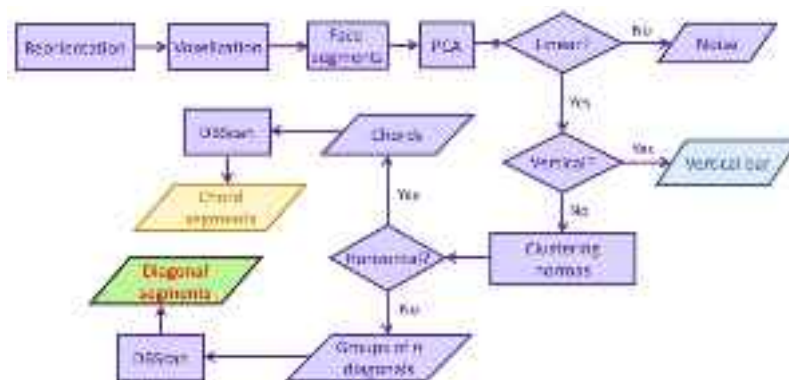 Reorientation
Voxelization
Face
segments
PCA
Linear?
No
Noise
Yes
DBScan
Chords
Vertical?
Yes
Vertical bar
Chord
segments
Yes
No
Clustering
Horizontal?
Diagonal
segments
No
DBScan
Groups of n
diagonals